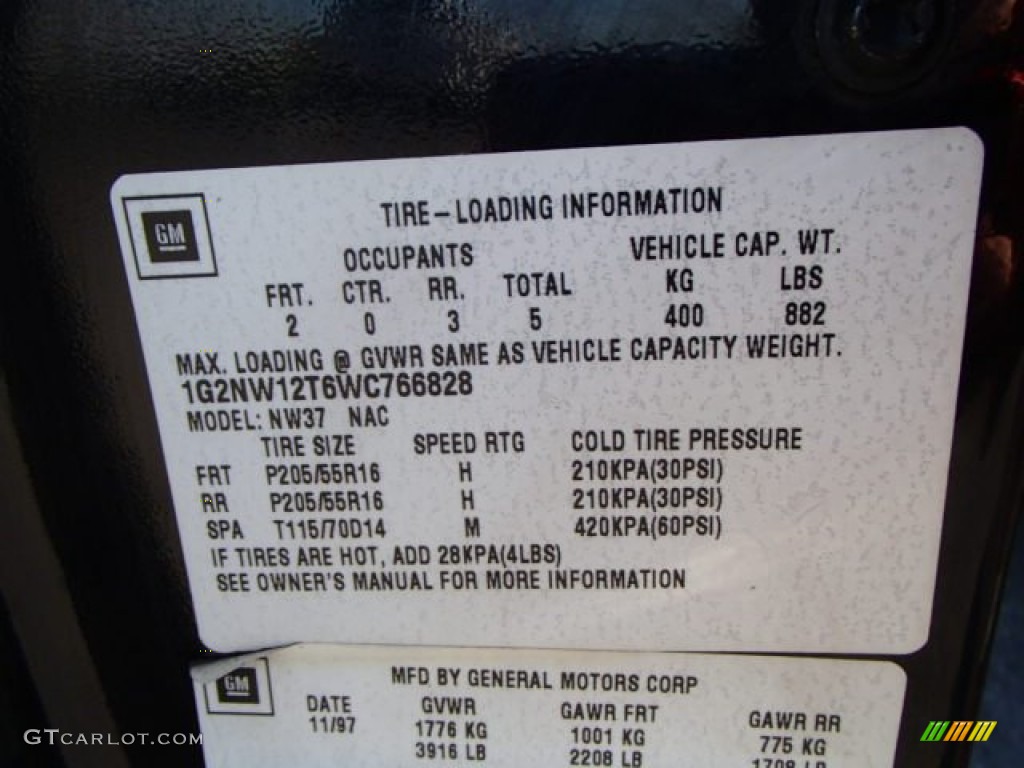 GM
TIRE-LOADING INFORMATION
OCCUPANTS VEHICLE CAP. WT.
FRT. CTR. RR. TOTAL KG LBS
2 0 3 5 400 882
MAX. LOADING @ GVWR SAME AS VEHICLE CAPACITY WEIGHT.
1G2NW12T6WC766828
MODEL: NW37 NAC
TIRE SIZE SPEED RTG COLD TIRE PRESSURE
FRT P205/55R16 H 210KPA(30PSI)
RR P205/55R16 H 210KPA(30PSI)
SPA T115/70D14 M 420KPA(60PSI)
IF TIRES ARE HOT, ADD 28KPA(4LBS)
SEE OWNER'S MANUAL FOR MORE INFORMATION
GM
MFD BY GENERAL MOTORS CORP
DATE GVWR GAWR FRT GAWR RR
11/97 1776 KG 1001 KG 775 KG
3916 LB 2208 LB 1708 LB
GTCARLOT.COM